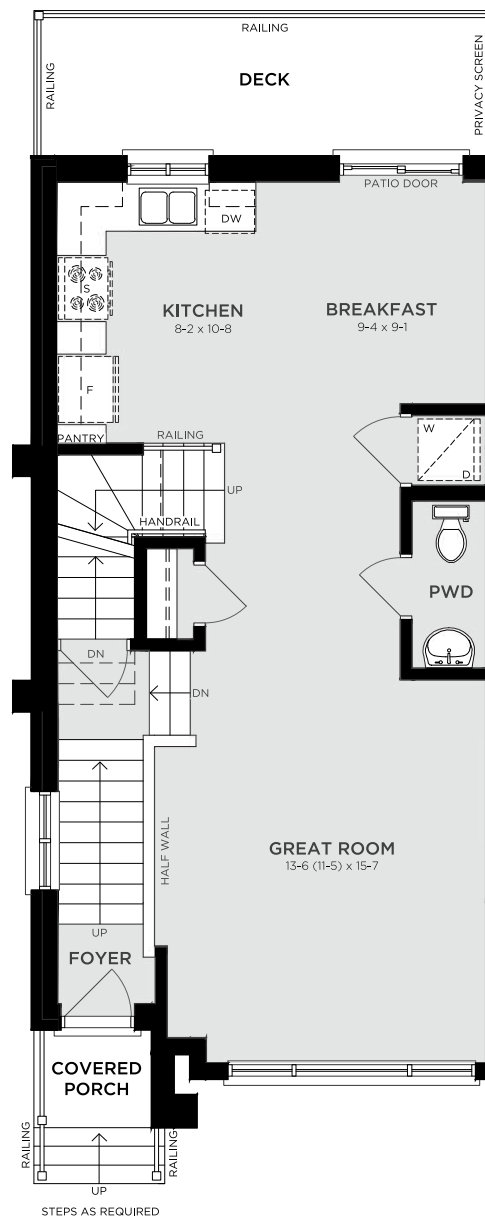 RAILING
DECK
RAILING
PRIVACY SCREEN
PATIO DOOR
DW
S
KITCHEN
8-2 x 10-8
BREAKFAST
9-4 x 9-1
F
PANTRY
RAILING
W
D
UP
HANDRAIL
PWD
DN
DN
HALF WALL
GREAT ROOM
13-6 (11-5) x 15-7
UP
FOYER
COVERED
PORCH
RAILING
RAILING
UP
STEPS AS REQUIRED